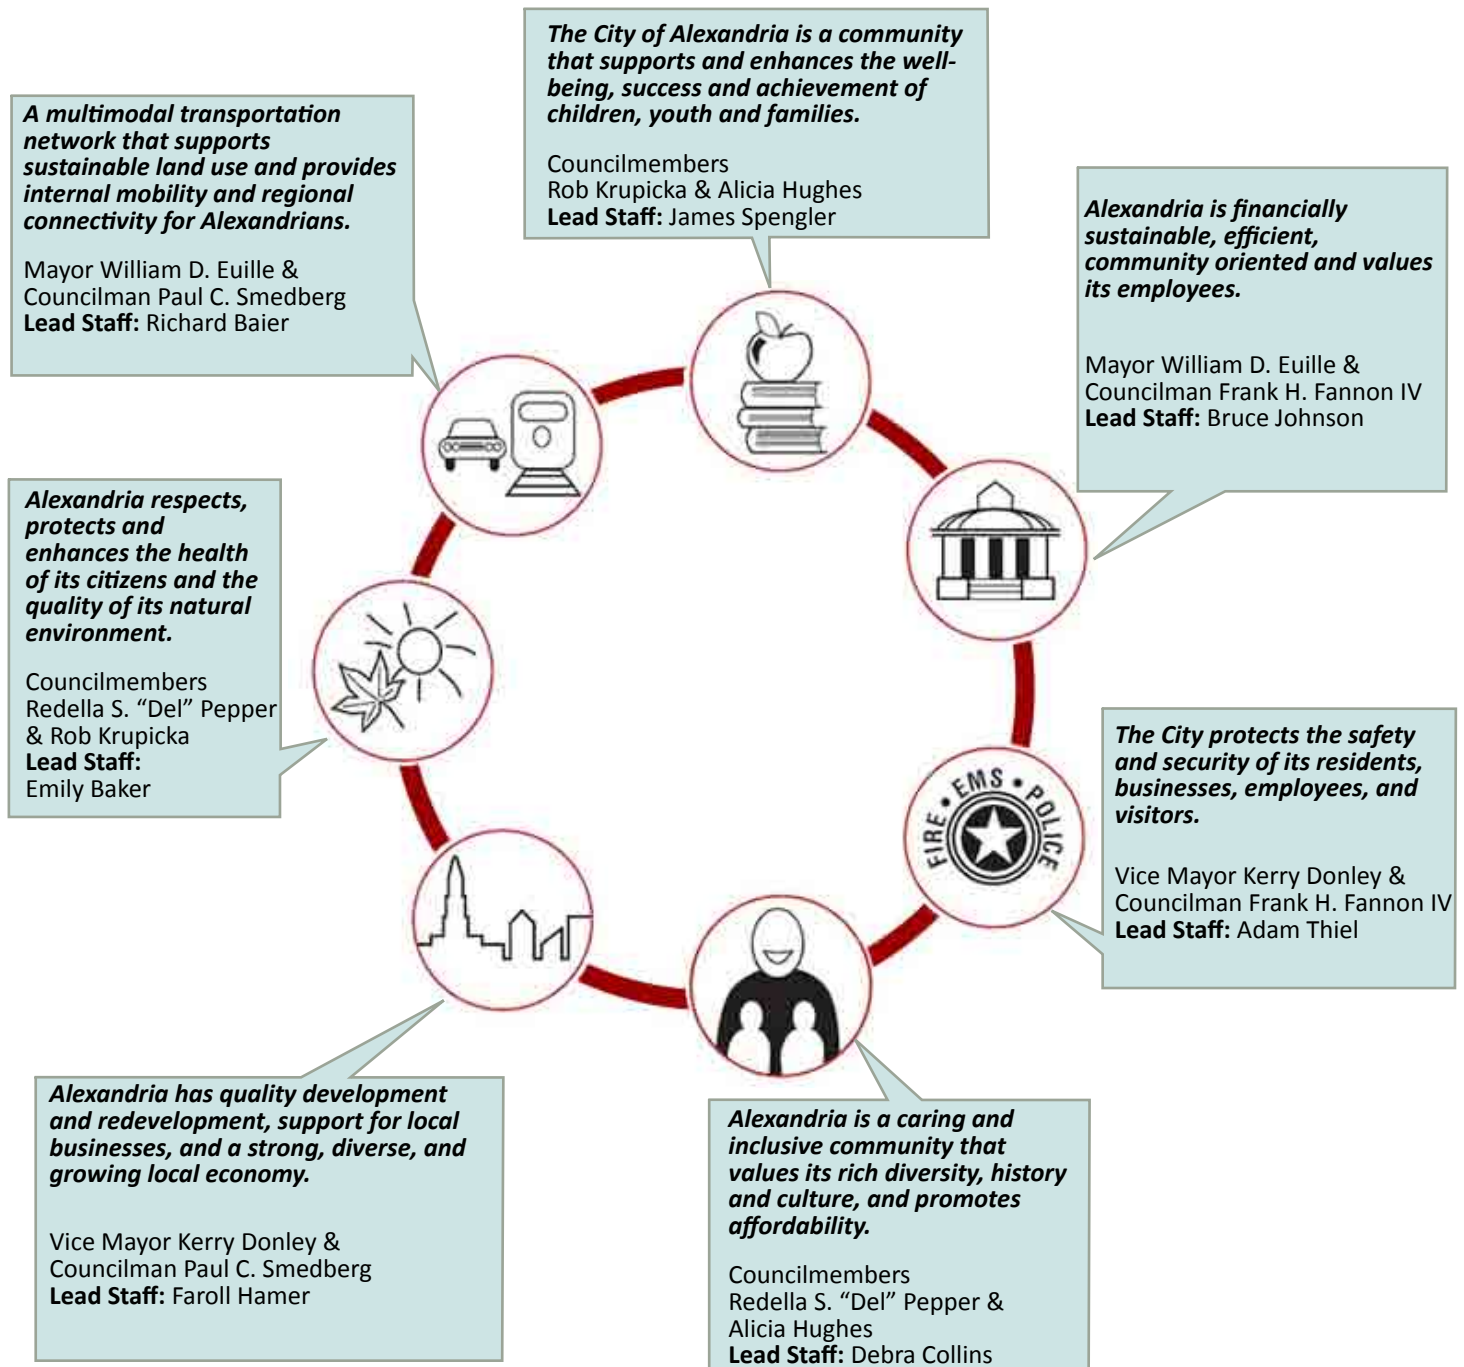 The City of Alexandria is a community
that supports and enhances the well-
being, success and achievement of
children, youth and families.
Councilmembers
Rob Krupicka & Alicia Hughes
Lead Staff: James Spengler
A multimodal transportation
network that supports
sustainable land use and provides
internal mobility and regional
connectivity for Alexandrians.
Mayor William D. Euille &
Councilman Paul C. Smedberg
Lead Staff: Richard Baier
Alexandria is financially
sustainable, efficient,
community oriented and values
its employees.
Mayor William D. Euille &
Councilman Frank H. Fannon IV
Lead Staff: Bruce Johnson
Alexandria respects,
protects and
enhances the health
of its citizens and the
quality of its natural
environment.
Councilmembers
Redella S. “Del” Pepper
& Rob Krupicka
Lead Staff:
Emily Baker
FIRE • EMS • POLICE
The City protects the safety
and security of its residents,
businesses, employees, and
visitors.
Vice Mayor Kerry Donley &
Councilman Frank H. Fannon IV
Lead Staff: Adam Thiel
Alexandria has quality development
and redevelopment, support for local
businesses, and a strong, diverse, and
growing local economy.
Vice Mayor Kerry Donley &
Councilman Paul C. Smedberg
Lead Staff: Faroll Hamer
Alexandria is a caring and
inclusive community that
values its rich diversity, history
and culture, and promotes
affordability.
Councilmembers
Redella S. “Del” Pepper &
Alicia Hughes
Lead Staff: Debra Collins